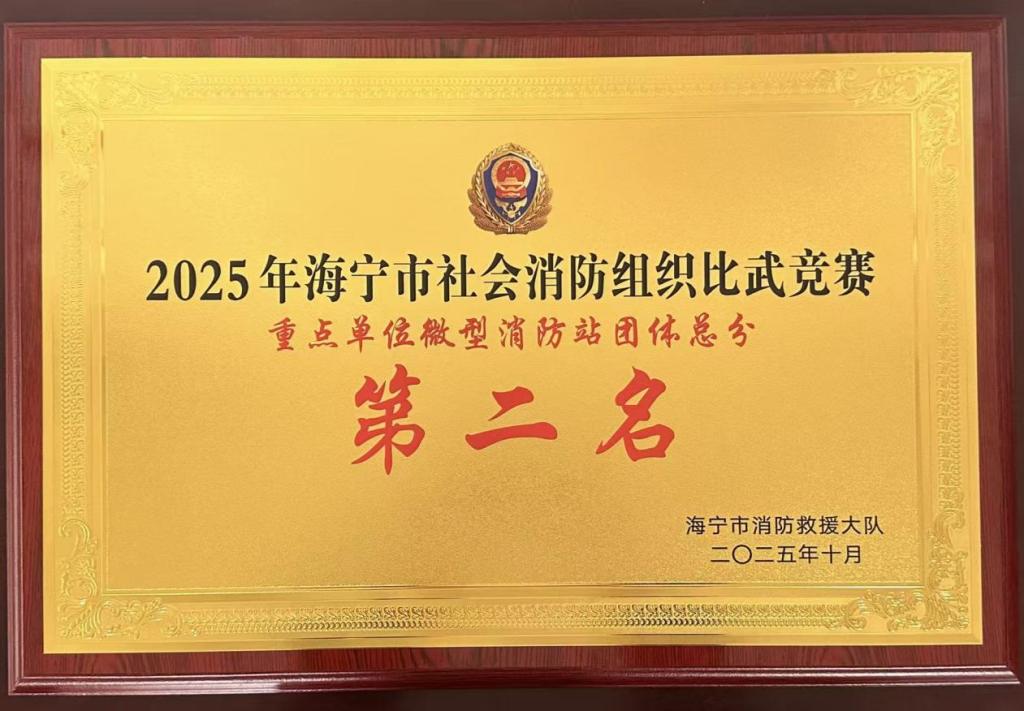 2025年海宁市社会消防组织比武竞赛
重点单位微型消防站团体总分
第二名
海宁市消防救援大队
二〇二五年十月